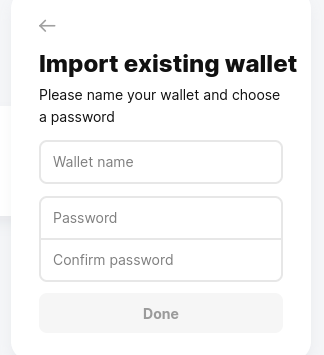 Import existing wallet
Please name your wallet and choose
a password
Wallet name
Password
Confirm password
Done